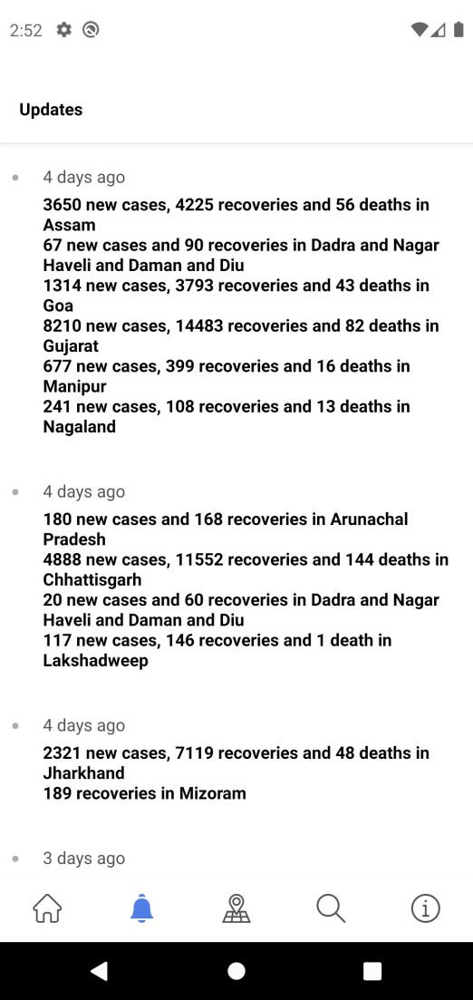 2:52
Updates
4 days ago
3650 new cases, 4225 recoveries and 56 deaths in
Assam
67 new cases and 90 recoveries in Dadra and Nagar
Haveli and Daman and Diu
1314 new cases, 3793 recoveries and 43 deaths in
Goa
8210 new cases, 14483 recoveries and 82 deaths in
Gujarat
677 new cases, 399 recoveries and 16 deaths in
Manipur
241 new cases, 108 recoveries and 13 deaths in
Nagaland
4 days ago
180 new cases and 168 recoveries in Arunachal
Pradesh
4888 new cases, 11552 recoveries and 144 deaths in
Chhattisgarh
20 new cases and 60 recoveries in Dadra and Nagar
Haveli and Daman and Diu
117 new cases, 146 recoveries and 1 death in
Lakshadweep
4 days ago
2321 new cases, 7119 recoveries and 48 deaths in
Jharkhand
189 recoveries in Mizoram
3 days ago